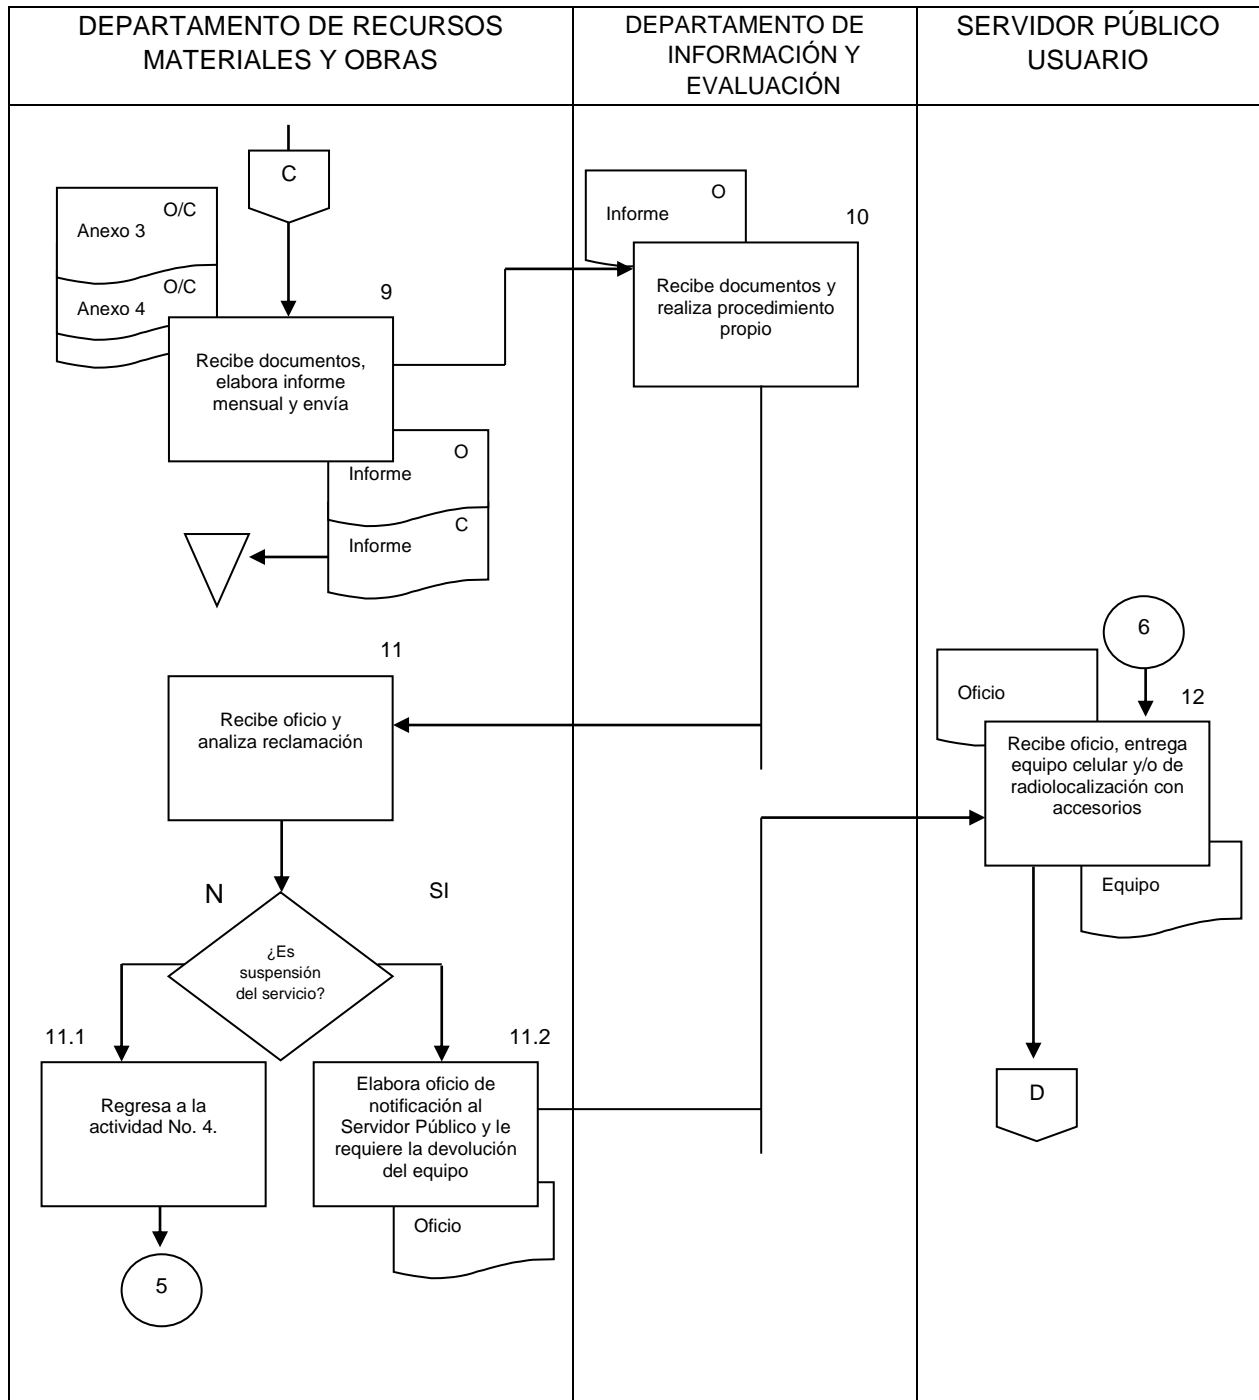 DEPARTAMENTO DE RECURSOS
MATERIALES Y OBRAS
DEPARTAMENTO DE
INFORMACIÓN Y
EVALUACIÓN
SERVIDOR PÚBLICO
USUARIO
C
O/C
Anexo 3
O/C
Anexo 4
9
Recibe documentos,
elabora informe
mensual y envía
O
Informe
C
Informe
O
Informe
10
Recibe documentos y
realiza procedimiento
propio
11
Recibe oficio y
analiza reclamación
N
SI
¿Es
suspensión
del servicio?
11.1
Regresa a la
actividad No. 4.
5
11.2
Elabora oficio de
notificación al
Servidor Público y le
requiere la devolución
del equipo
Oficio
6
Oficio
12
Recibe oficio, entrega
equipo celular y/o de
radiolocalización con
accesorios
Equipo
D